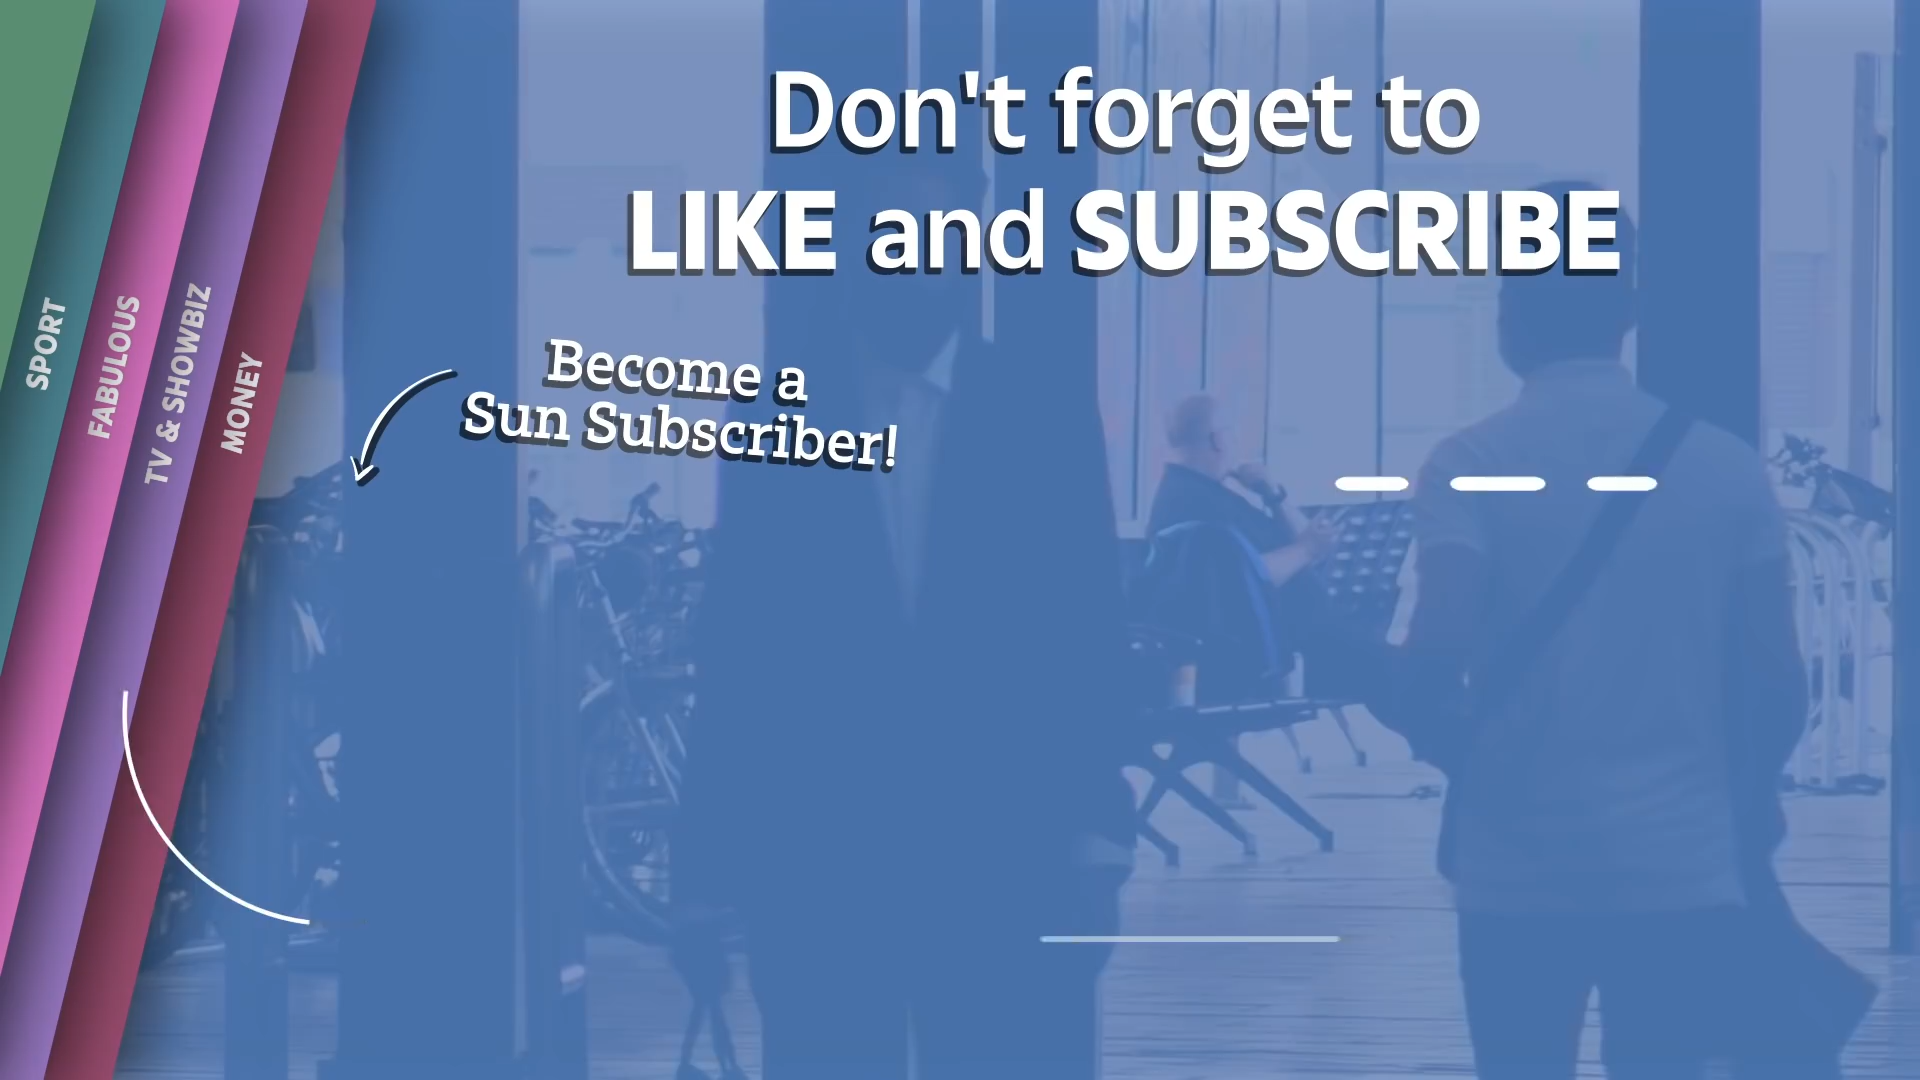 Don't forget to
LIKE and SUBSCRIBE
Become a
Sun Subscriber!
SPORT
FABULOUS
TV & SHOWBIZ
MONEY